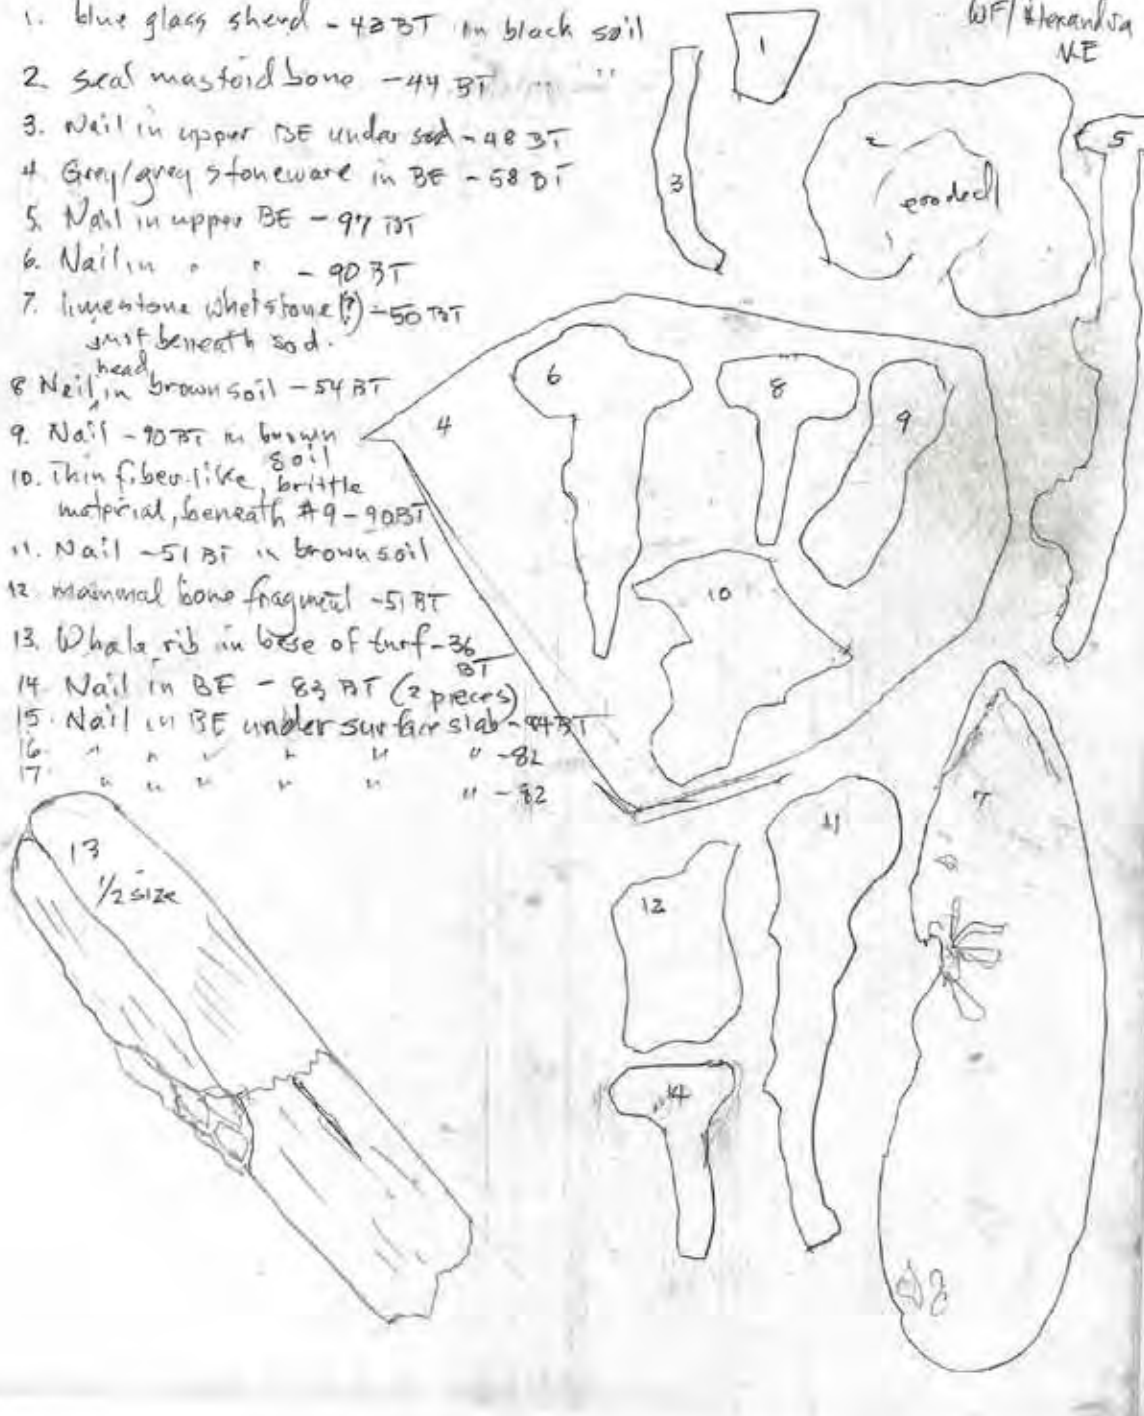 WF/Alexandra
NE
1. blue glass sherd - 42 BT in black soil
2. seal mastoid bone - 44 BT " "
3. Nail in upper BE under sod - 48 BT
4. Grey/grey stoneware in BE - 58 BT
5. Nail in upper BE - 97 BT
6. Nail in " " - 90 BT
7. limestone whetstone(?) - 50 BT
just beneath sod.
head
8 Nail in brown soil - 54 BT
9. Nail - 90 BT in brown
soil
10. Thin fiber-like, brittle
material, beneath #9 - 90BT
11. Nail - 51 BT in brown soil
12. mammal bone fragment - 51 BT
13. Whale rib in base of turf - 36
BT
14. Nail in BE - 83 BT (2 pieces)
15. Nail in BE under surface slab - 84 BT
16. " " " " " " - 82
17. " " " " " - 82
1
2
eroded
3
4
5
6
7
8
9
10
11
12
13
1/2 size
14